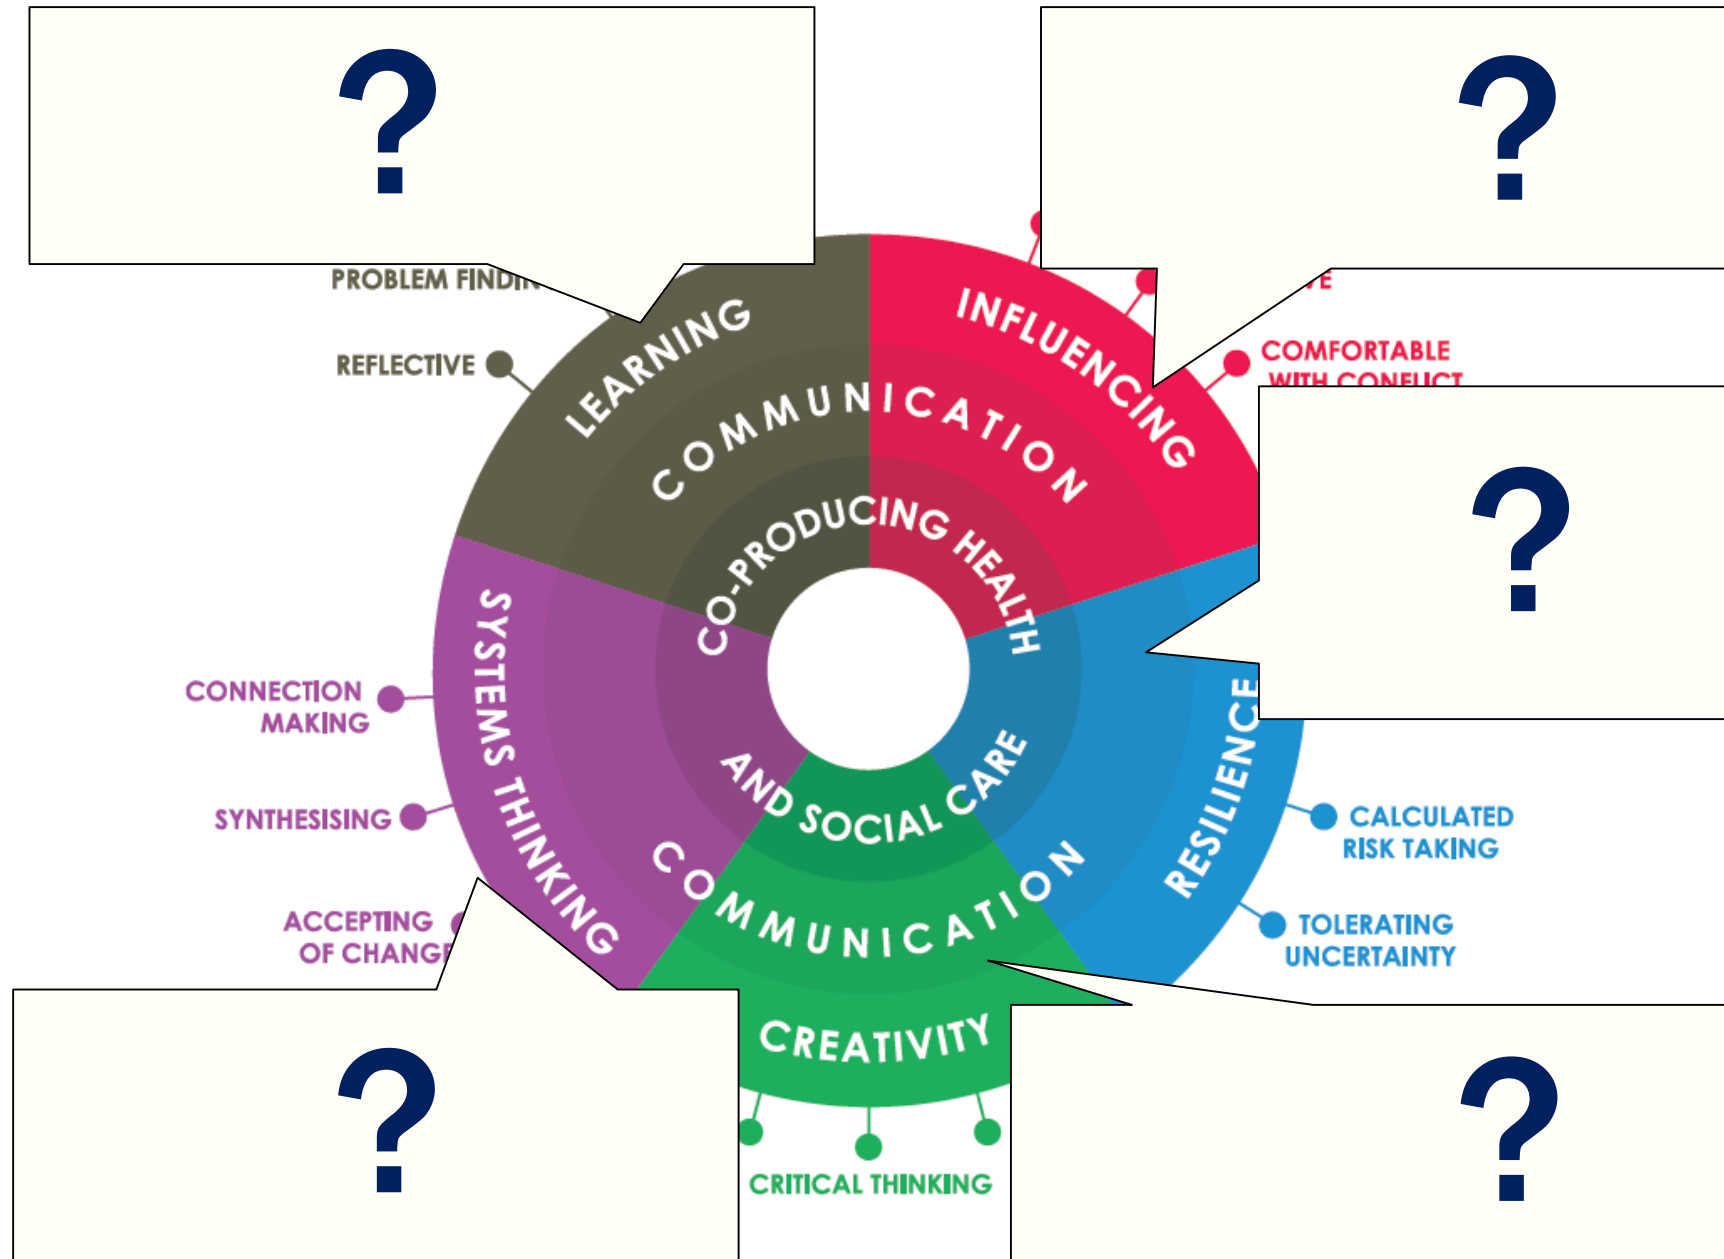 ?
?
PROBLEM FINDIN
VE
REFLECTIVE
COMFORTABLE
WITH CONFLICT
LEARNING
INFLUENCING
COMMUNICATION
CO-PRODUCING HEALTH
?
SYSTEMS THINKING
CONNECTION
MAKING
SYNTHESISING
ACCEPTING
OF CHANGE
AND SOCIAL CARE
RESILIENCE
CALCULATED
RISK TAKING
TOLERATING
UNCERTAINTY
COMMUNICATION
CREATIVITY
CRITICAL THINKING
?
?